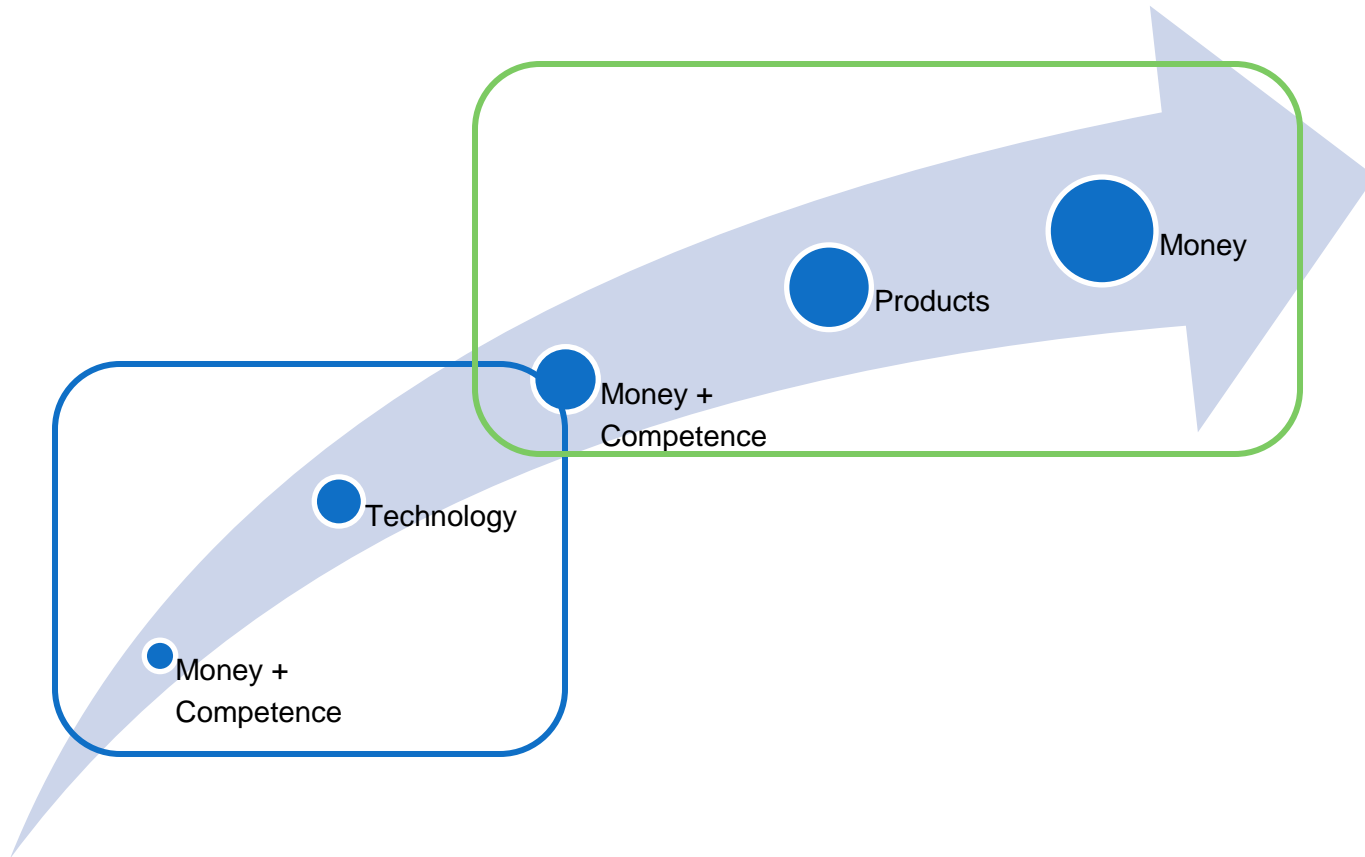 Money
Products
Money +
Competence
Technology
Money +
Competence